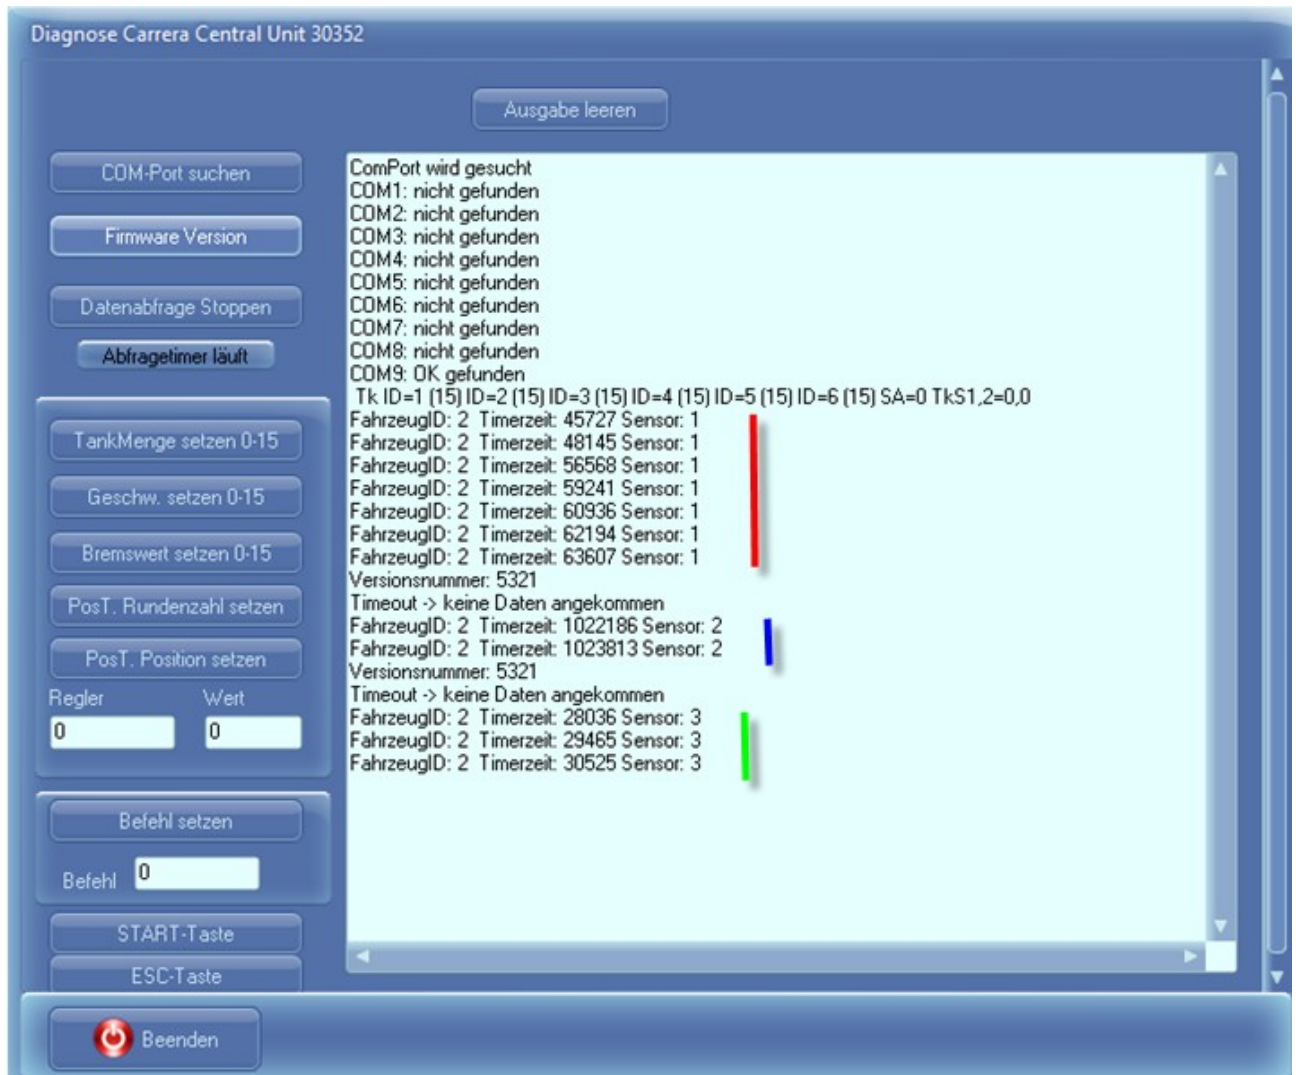 Diagnose Carrera Central Unit 30352
Ausgabe leeren
COM-Port suchen
Firmware Version
Datenabfrage Stoppen
Abfragetimer läuft
TankMenge setzen 0-15
Geschw. setzen 0-15
Bremswert setzen 0-15
PosT. Rundenzahl setzen
PosT. Position setzen
Regler Wert
0 0
Befehl setzen
Befehl 0
START-Taste
ESC-Taste
ComPort wird gesucht
COM1: nicht gefunden
COM2: nicht gefunden
COM3: nicht gefunden
COM4: nicht gefunden
COM5: nicht gefunden
COM6: nicht gefunden
COM7: nicht gefunden
COM8: nicht gefunden
COM9: OK gefunden
Tk ID=1 (15) ID=2 (15) ID=3 (15) ID=4 (15) ID=5 (15) ID=6 (15) SA=0 TkS1,2=0,0
FahrzeugID: 2 Timerzeit: 45727 Sensor: 1
FahrzeugID: 2 Timerzeit: 48145 Sensor: 1
FahrzeugID: 2 Timerzeit: 56568 Sensor: 1
FahrzeugID: 2 Timerzeit: 59241 Sensor: 1
FahrzeugID: 2 Timerzeit: 60936 Sensor: 1
FahrzeugID: 2 Timerzeit: 62194 Sensor: 1
FahrzeugID: 2 Timerzeit: 63607 Sensor: 1
Versionsnummer: 5321
Timeout -> keine Daten angekommen
FahrzeugID: 2 Timerzeit: 1022186 Sensor: 2
FahrzeugID: 2 Timerzeit: 1023813 Sensor: 2
Versionsnummer: 5321
Timeout -> keine Daten angekommen
FahrzeugID: 2 Timerzeit: 28036 Sensor: 3
FahrzeugID: 2 Timerzeit: 29465 Sensor: 3
FahrzeugID: 2 Timerzeit: 30525 Sensor: 3
Beenden